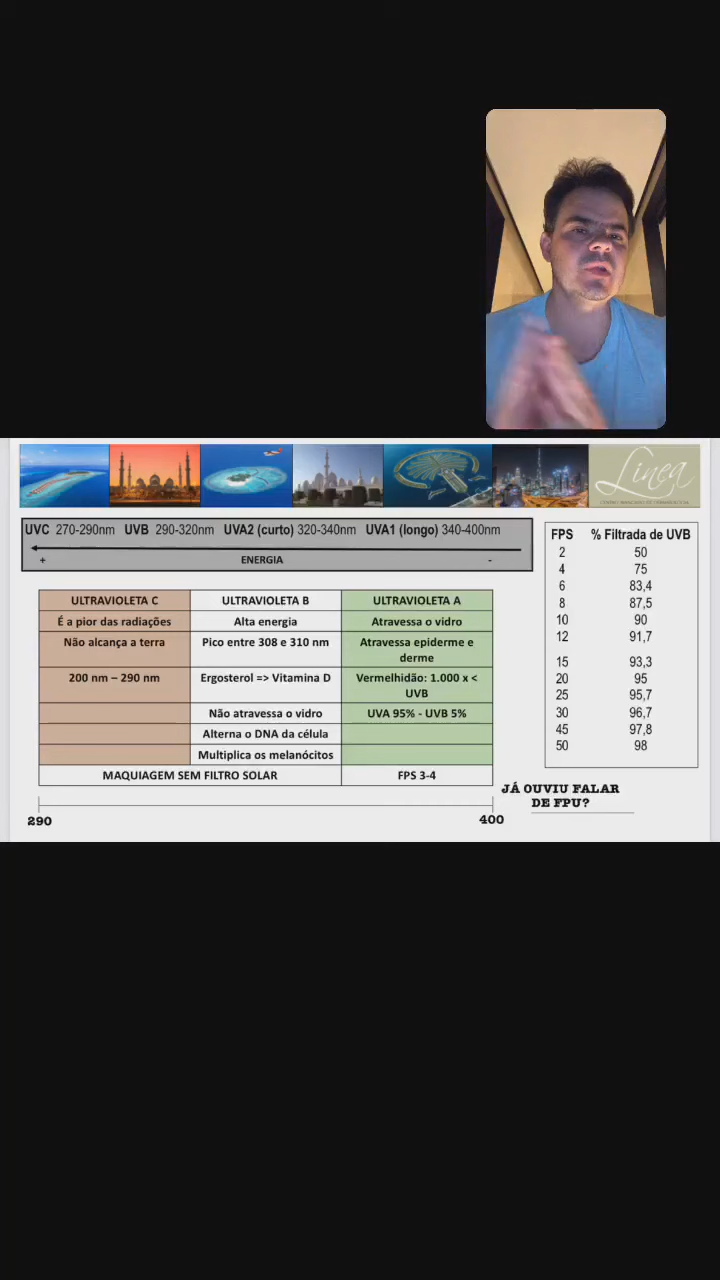 Linea
UVC 270-290nm UVB 290-320nm UVA2 (curto) 320-340nm UVA1 (longo) 340-400nm
+ ENERGIA -
ULTRAVIOLETA C ULTRAVIOLETA B ULTRAVIOLETA A
É a pior das radiações Alta energia Atravessa o vidro
Não alcança a terra Pico entre 308 e 310 nm Atravessa epiderme e
derme
200 nm – 290 nm Ergosterol => Vitamina D Vermelhidão: 1.000 x <
UVB
Não atravessa o vidro UVA 95% - UVB 5%
Alterna o DNA da célula
Multiplica os melanócitos
MAQUIAGEM SEM FILTRO SOLAR FPS 3-4
290 400
FPS % Filtrada de UVB
2 50
4 75
6 83,4
8 87,5
10 90
12 91,7
15 93,3
20 95
25 95,7
30 96,7
45 97,8
50 98
JÁ OUVIU FALAR
DE FPU?